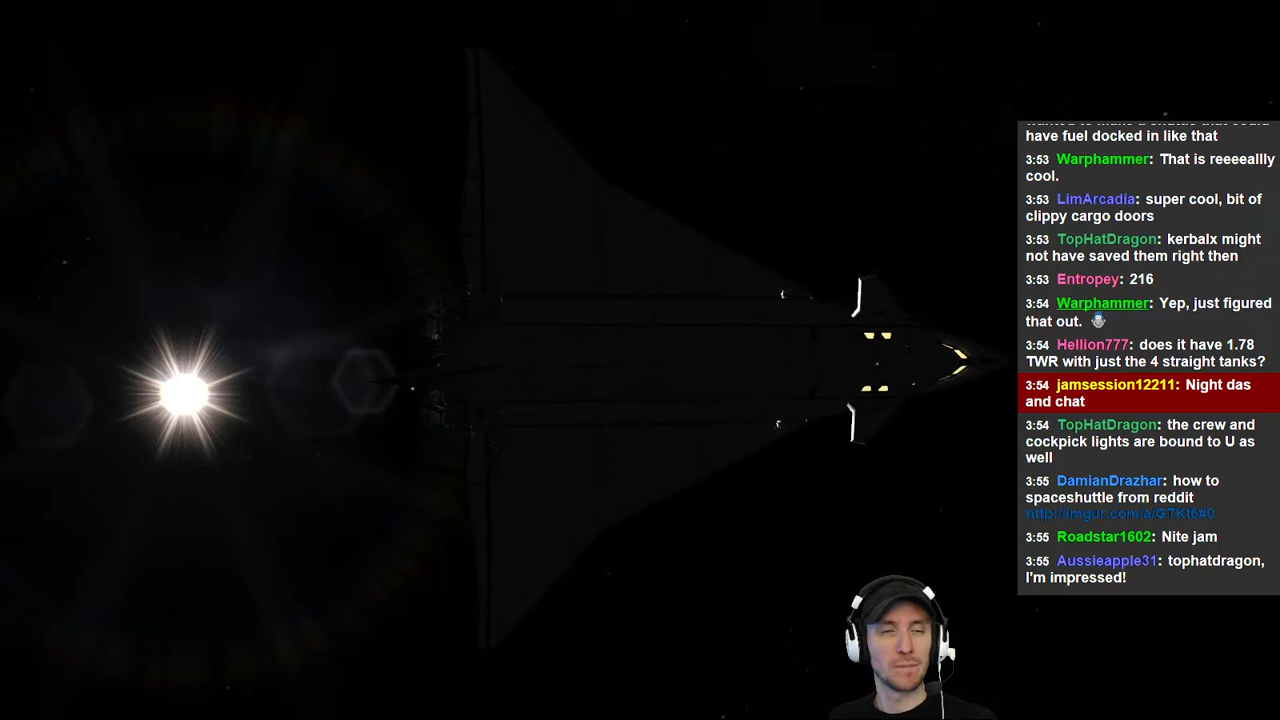 have fuel docked in like that
3:53 Warphammer: That is reeeeallly
cool.
3:53 LimArcadia: super cool, bit of
clippy cargo doors
3:53 TopHatDragon: kerbalx might
not have saved them right then
3:53 Entropey: 216
3:54 Warphammer: Yep, just figured
that out.
3:54 Hellion777: does it have 1.78
TWR with just the 4 straight tanks?
3:54 jamsession12211: Night das
and chat
3:54 TopHatDragon: the crew and
cockpick lights are bound to U as
well
3:55 DamianDrazhar: how to
spaceshuttle from reddit
http://imgur.com/a/GTKt6#0
3:55 Roadstar1602: Nite jam
3:55 Aussieapple31: tophatdragon,
I'm impressed!